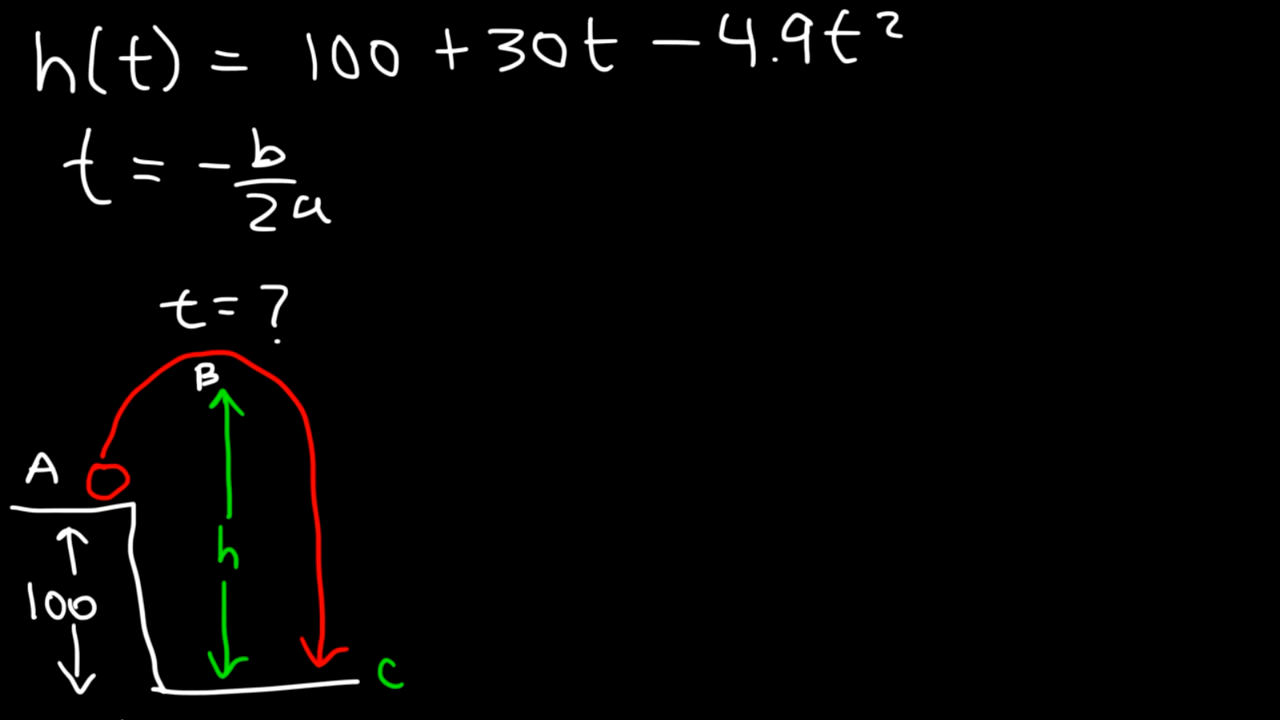 h(t) = 100 + 30t - 4.9t²
t = - b/2a
t = ?
B
A
h
100
C